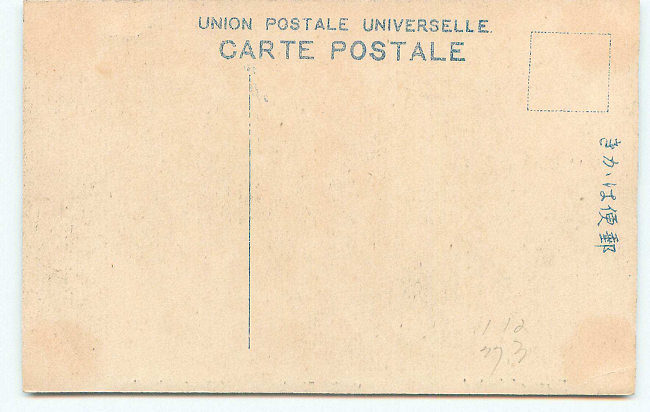 UNION POSTALE UNIVERSELLE.
CARTE POSTALE
郵便はかき